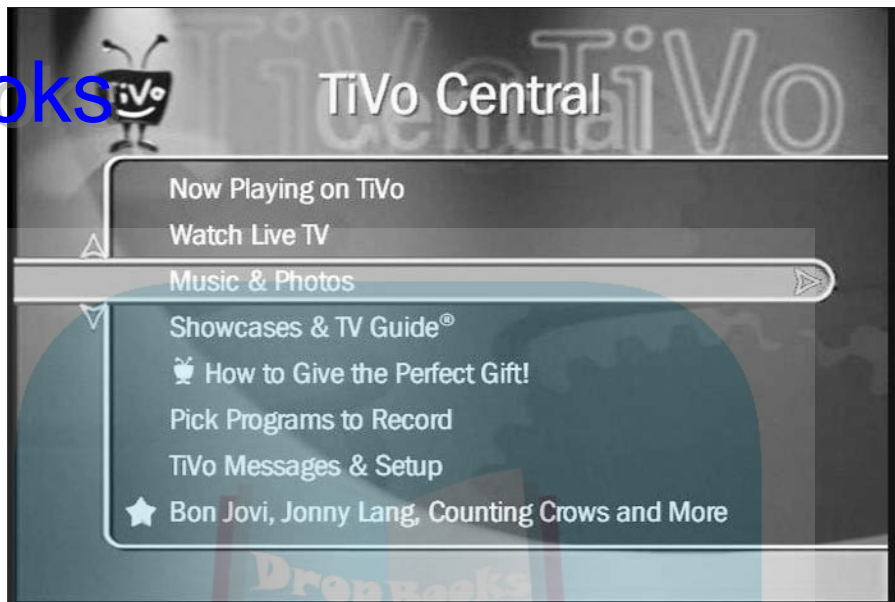 TiVo Central
TiVo
oks
Now Playing on TiVo
Watch Live TV
Music & Photos
Showcases & TV Guide®
How to Give the Perfect Gift!
Pick Programs to Record
TiVo Messages & Setup
Bon Jovi, Jonny Lang, Counting Crows and More
DropBooks